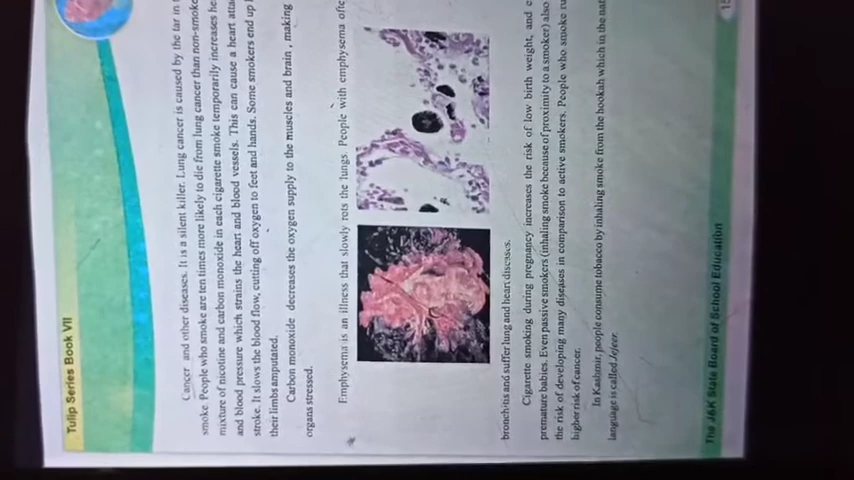 Tulip Series Book VII
Cancer and other diseases. It is a silent killer. Lung cancer is caused by the tar in
smoke. People who smoke are ten times more likely to die from lung cancer than non-smoke
mixture of nicotine and carbon monoxide in each cigarette smoke temporarily increases he
and blood pressure which strains the heart and blood vessels. This can cause a heart atta
stroke. It slows the blood flow, cutting off oxygen to feet and hands. Some smokers end up
their limbs amputated.
Carbon monoxide decreases the oxygen supply to the muscles and brain , making
organs stressed.
Emphysema is an illness that slowly rots the lungs. People with emphysema ofte
bronchitis and suffer lung and heart diseases.
Cigarette smoking during pregnancy increases the risk of low birth weight, and
premature babies. Even passive smokers (inhaling smoke because of proximity to a smoker) also
the risk of developing many diseases in comparison to active smokers. People who smoke
higher risk of cancer.
In Kashmir, people consume tobacco by inhaling smoke from the hookah which in the nat
language is called Jejeer.
The J&K State Board of School Education